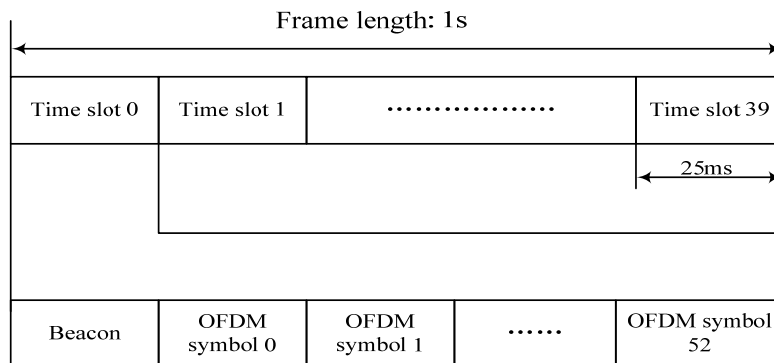 Frame length: 1s
Time slot 0
Time slot 1
………………
Time slot 39
25ms
Beacon
OFDM
symbol 0
OFDM
symbol 1
……
OFDM symbol
52